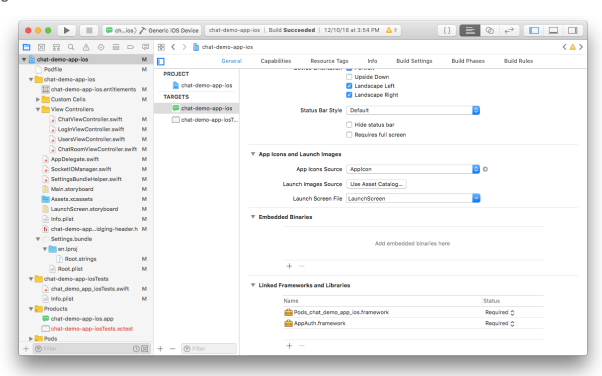 ch...ios
Generic iOS Device
chat-demo-app-ios | Build Succeeded | 12/10/18 at 3:54 PM
3
{ }
chat-demo-app-ios
chat-demo-app-ios M
Podfile M
chat-demo-app-ios
chat-demo-app-ios.entitlements M
Custom Cells M
View Controllers
ChatViewController.swift M
LoginViewController.swift M
UsersViewController.swift M
ChatRoomViewController.swift M
AppDelegate.swift M
SocketIOManager.swift M
SettingsBundleHelper.swift M
Main.storyboard M
Assets.xcassets M
LaunchScreen.storyboard M
Info.plist M
chat-demo-app...idging-header.h M
Settings.bundle M
en.lproj M
Root.strings M
Root.plist M
chat-demo-app-iosTests
chat_demo_app_iosTests.swift M
Info.plist M
Products
chat-demo-app-ios.app
chat-demo-app-iosTests.xctest
Pods
Filter
PROJECT
chat-demo-app-ios
TARGETS
chat-demo-app-ios
chat-demo-app-iosT...
Filter
General Capabilities Resource Tags Info Build Settings Build Phases Build Rules
Device Orientation Portrait
Upside Down
Landscape Left
Landscape Right
Status Bar Style Default
Hide status bar
Requires full screen
App Icons and Launch Images
App Icons Source AppIcon
Launch Images Source Use Asset Catalog...
Launch Screen File LaunchScreen
Embedded Binaries
Add embedded binaries here
Linked Frameworks and Libraries
Name Status
Pods_chat_demo_app_ios.framework Required
AppAuth.framework Required